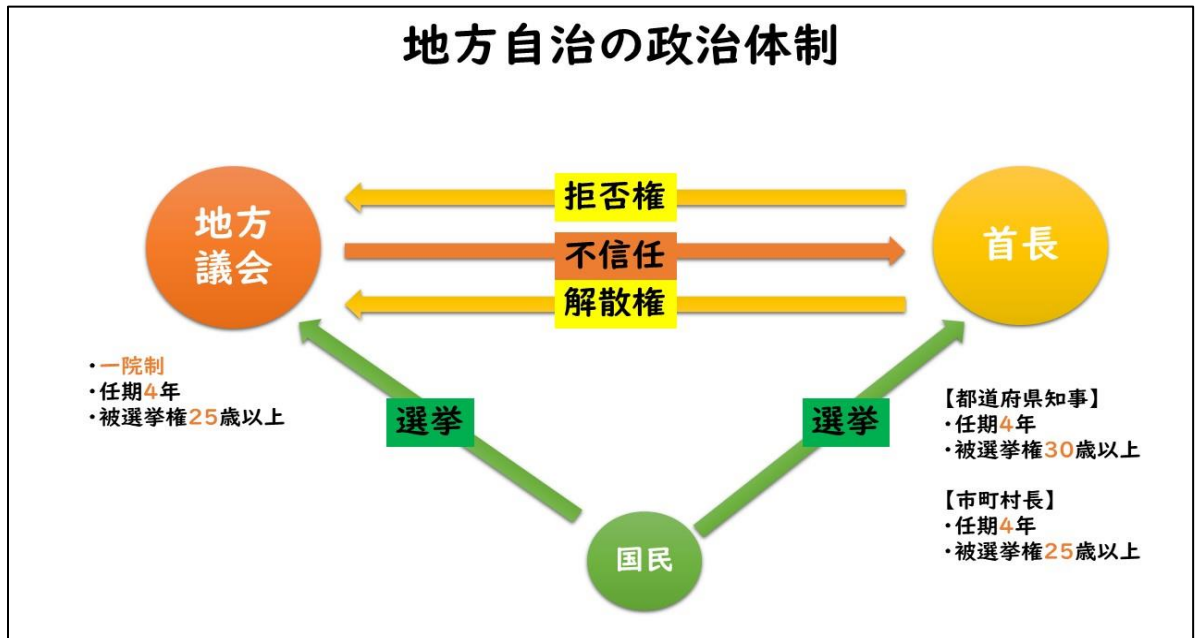 地方自治の政治体制
地方
議会
拒否権
不信任
解散権
首長
・一院制
・任期4年
・被選挙権25歳以上
選挙
選挙
【都道府県知事】
・任期4年
・被選挙権30歳以上
【市町村長】
・任期4年
・被選挙権25歳以上
国民